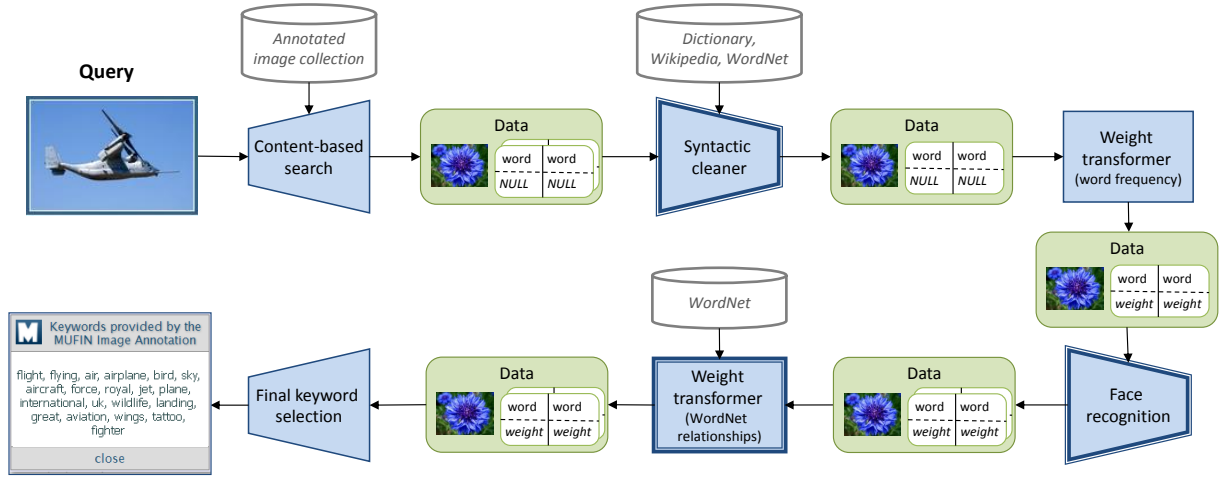 Query
Annotated
image collection
Content-based
search
Data
word word
NULL NULL
Dictionary,
Wikipedia, WordNet
Syntactic
cleaner
Data
word word
NULL NULL
Weight
transformer
(word frequency)
Data
word word
weight weight
Face
recognition
Data
word word
weight weight
WordNet
Weight
transformer
(WordNet
relationships)
Data
word word
weight weight
Final keyword
selection
M Keywords provided by the
MUFIN Image Annotation
flight, flying, air, airplane, bird, sky,
aircraft, force, royal, jet, plane,
international, uk, wildlife, landing,
great, aviation, wings, tattoo,
fighter
close